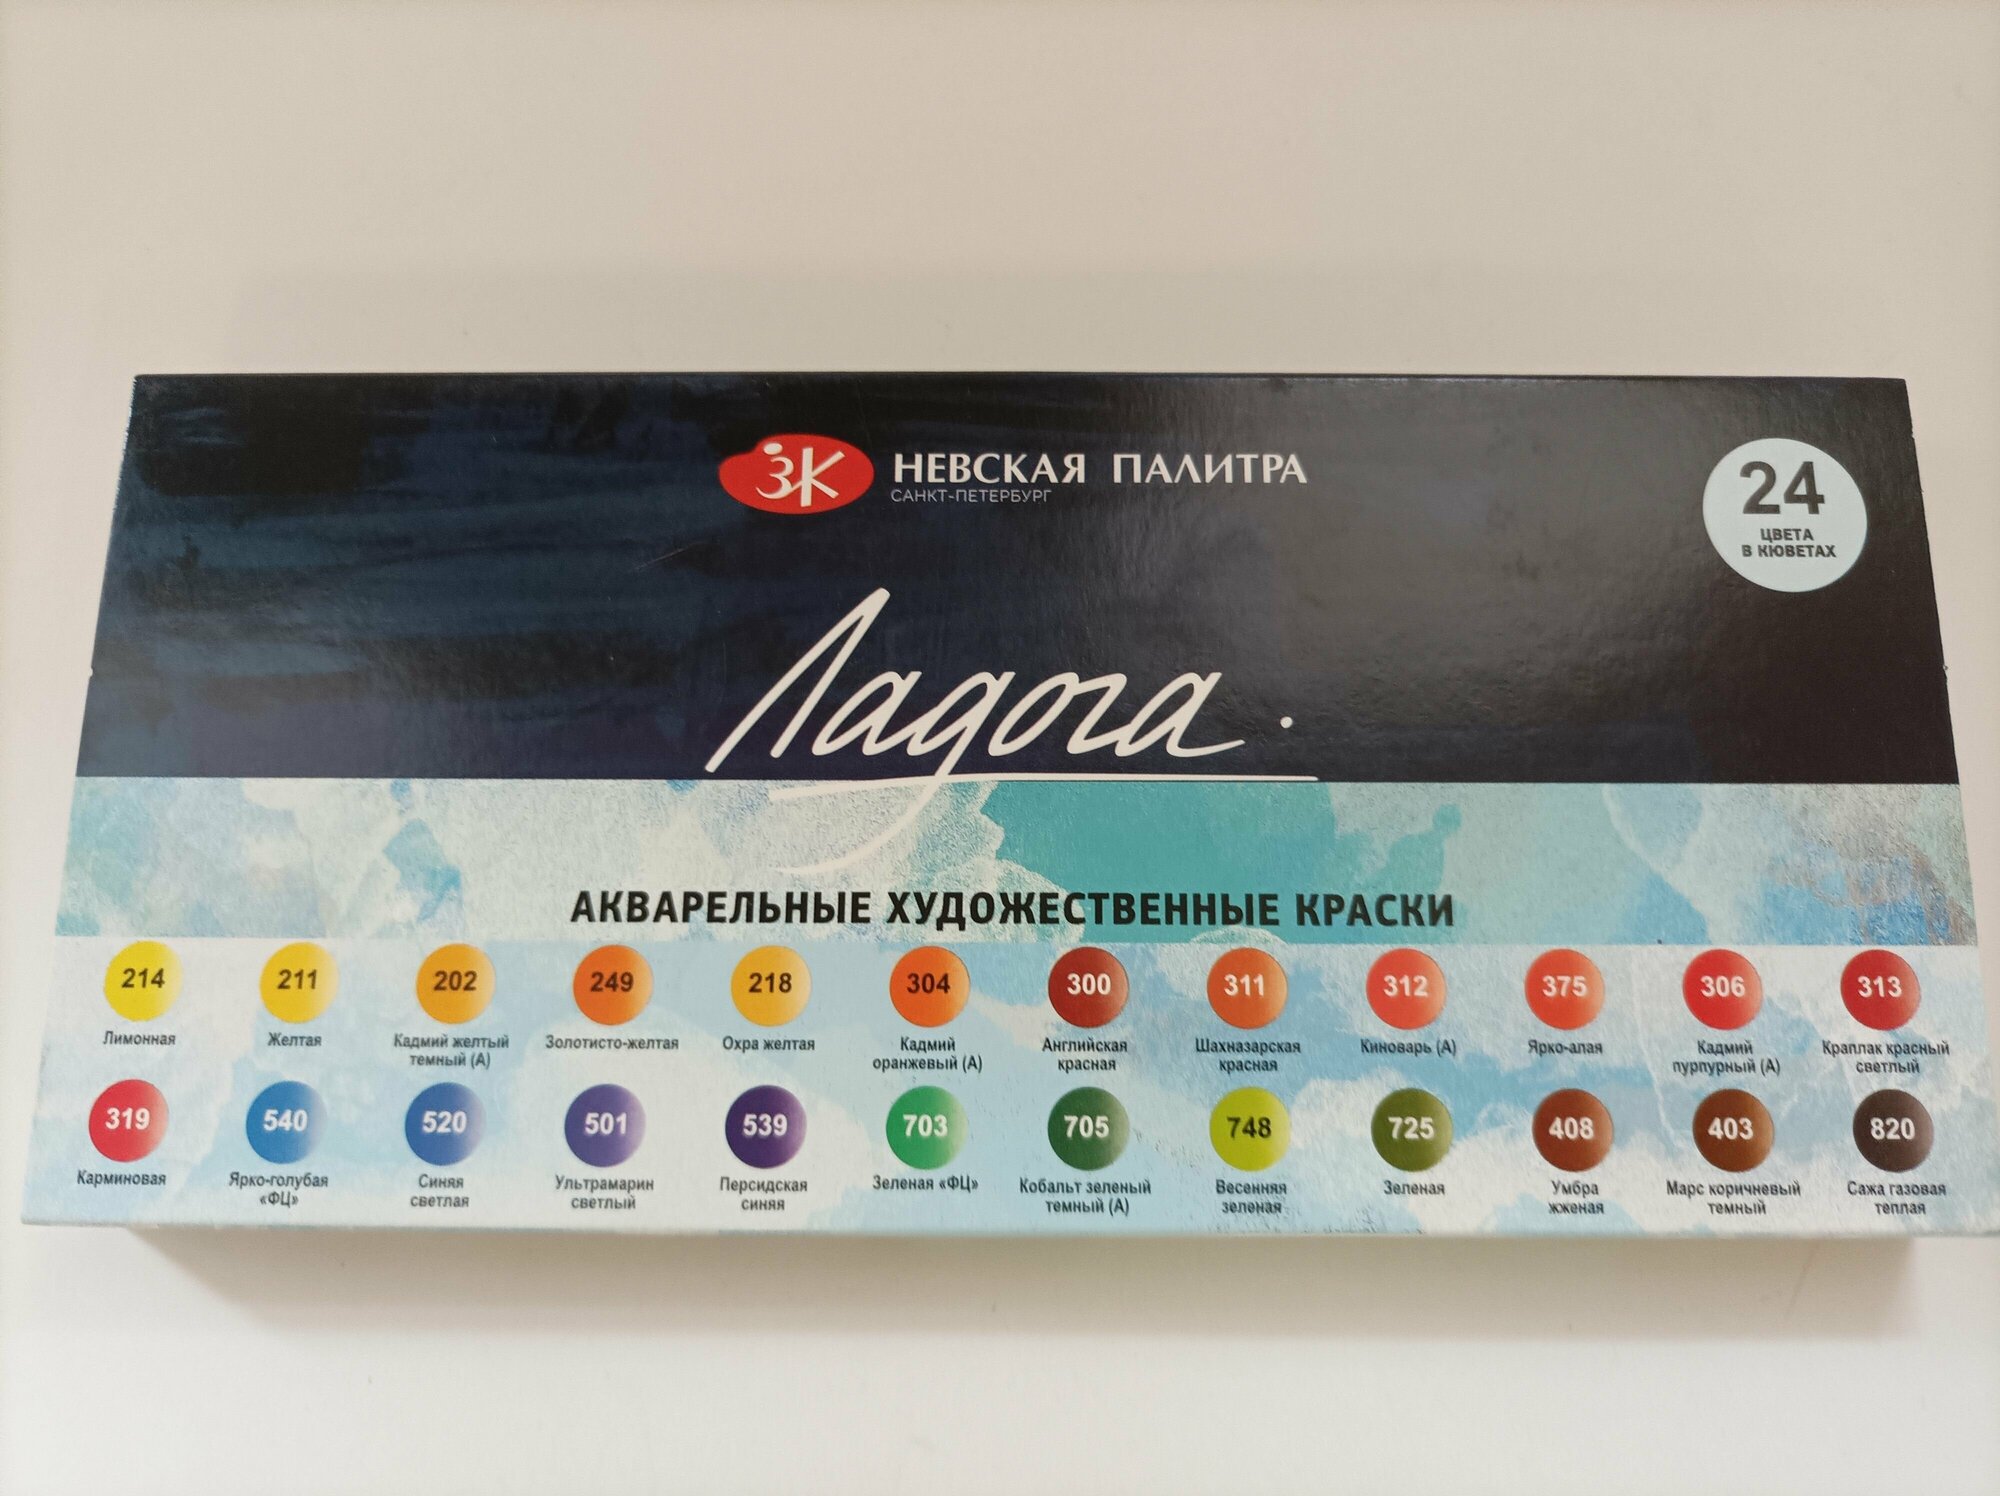 ЗК НЕВСКАЯ ПАЛИТРА
САНКТ-ПЕТЕРБУРГ
24
ЦВЕТА
В КЮВЕТАХ
Ладога.
АКВАРЕЛЬНЫЕ ХУДОЖЕСТВЕННЫЕ КРАСКИ
214 211 202 249 218 304 300 311 312 375 306 313
Лимонная Желтая Кадмий желтый Золотисто-желтая Охра желтая Кадмий Английская Шахназарская Киноварь (А) Ярко-алая Кадмий Краплак красный
темный (А) оранжевый (А) красная красная пурпурный (А) светлый
319 540 520 501 539 703 705 748 725 408 403 820
Карминовая Ярко-голубая Синяя Ультрамарин Персидская Зеленая «ФЦ» Кобальт зеленый Весенняя Зеленая Умбра Марс коричневый Сажа газовая
«ФЦ» светлая светлый синяя темный (А) зеленая жженая темный теплая